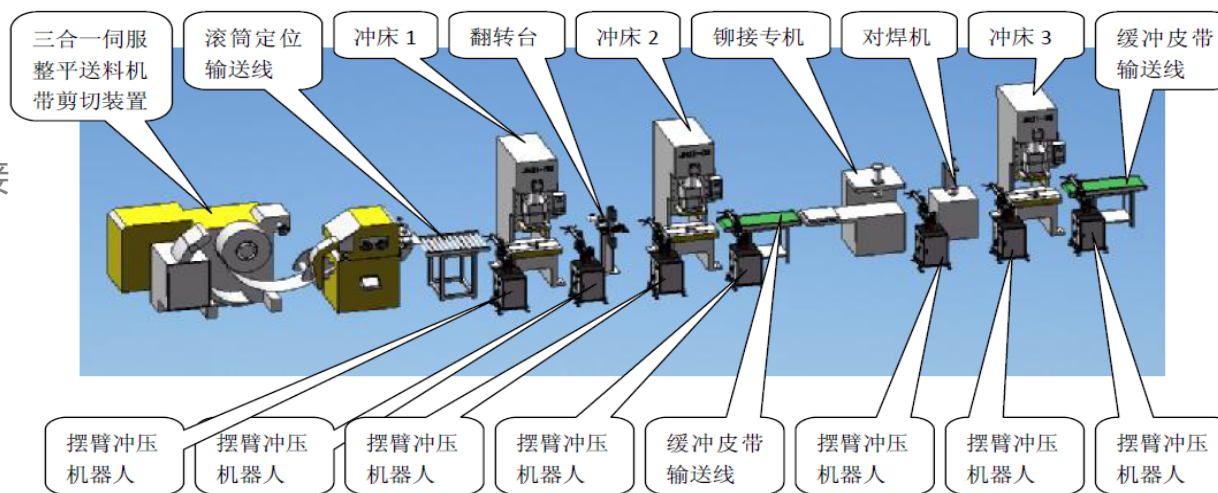 三合一伺服
整平送料机
带剪切装置
滚筒定位
输送线
冲床 1
翻转台
冲床 2
铆接专机
对焊机
冲床 3
缓冲皮带
输送线
摆臂冲压
机器人
摆臂冲压
机器人
摆臂冲压
机器人
摆臂冲压
机器人
缓冲皮带
输送线
摆臂冲压
机器人
摆臂冲压
机器人
摆臂冲压
机器人